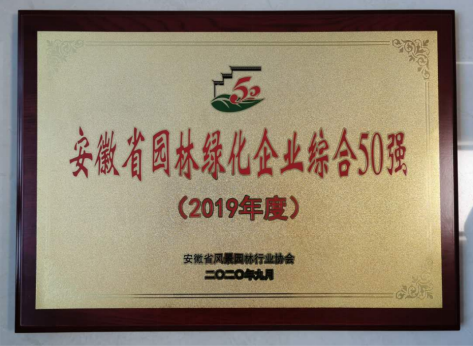 50
安徽省园林绿化企业综合50强
（2019年度）
安徽省风景园林行业协会
二〇二〇年九月